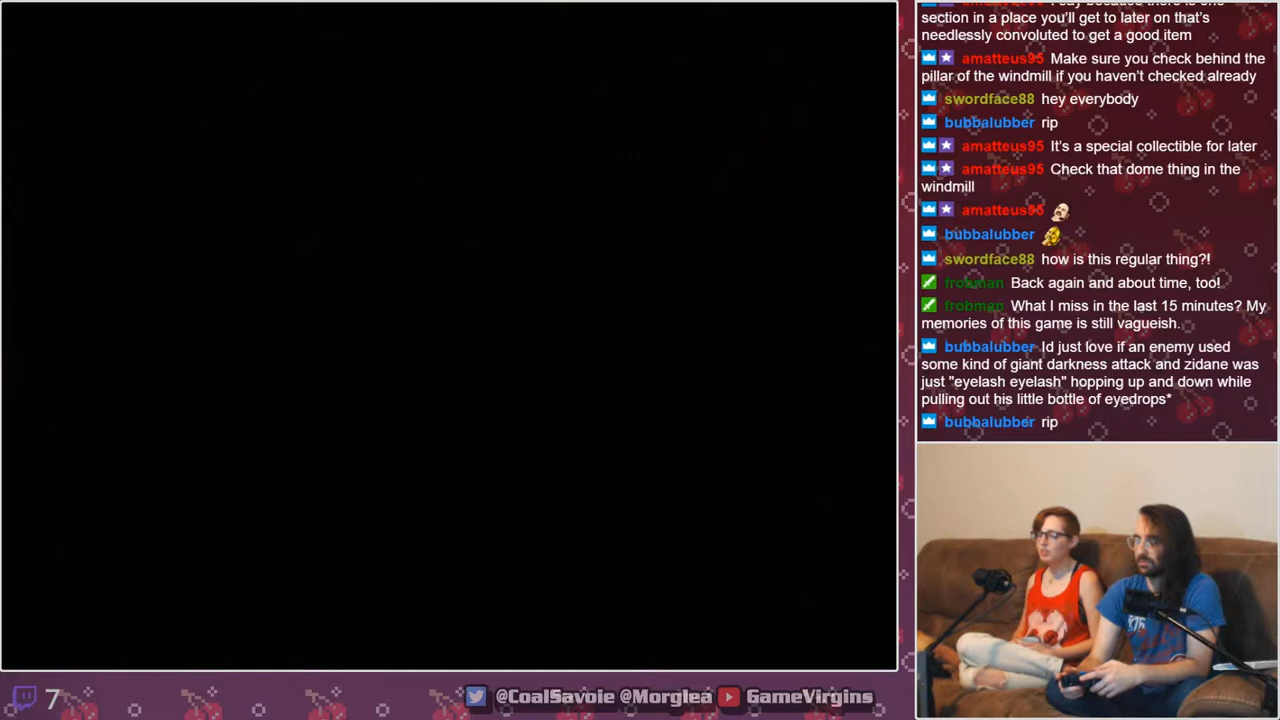 section in a place you'll get to later on that's
needlessly convoluted to get a good item
amatteus95 Make sure you check behind the
pillar of the windmill if you haven't checked already
swordface88 hey everybody
bubbalubber rip
amatteus95 It's a special collectible for later
amatteus95 Check that dome thing in the
windmill
amatteus95
bubbalubber
swordface88 how is this regular thing?!
frobman Back again and about time, too!
frobman What I miss in the last 15 minutes? My
memories of this game is still vagueish.
bubbalubber Id just love if an enemy used
some kind of giant darkness attack and zidane was
just "eyelash eyelash" hopping up and down while
pulling out his little bottle of eyedrops*
bubbalubber rip
876
7
@CoalSavoie @Morglea GameVirgins